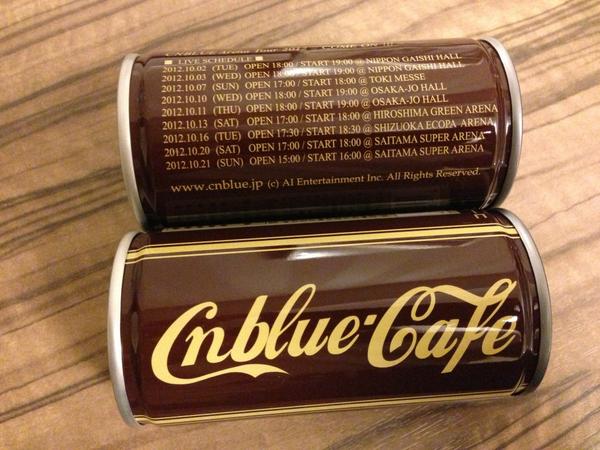 CNBLUE Arena Tour 2012 ~COME ON
■ LIVE SCHEDULE ■
2012.10.02 (TUE) OPEN 18:00 / START 19:00 @ NIPPON GAISHI HALL
2012.10.03 (WED) OPEN 18:00 / START 19:00 @ NIPPON GAISHI HALL
2012.10.07 (SUN) OPEN 17:00 / START 18:00 @ TOKI MESSE
2012.10.10 (WED) OPEN 18:00 / START 19:00 @ OSAKA-JO HALL
2012.10.11 (THU) OPEN 18:00 / START 19:00 @ OSAKA-JO HALL
2012.10.13 (SAT) OPEN 17:00 / START 18:00 @ HIROSHIMA GREEN ARENA
2012.10.16 (TUE) OPEN 17:30 / START 18:30 @ SHIZUOKA ECOPA ARENA
2012.10.20 (SAT) OPEN 17:00 / START 18:00 @ SAITAMA SUPER ARENA
2012.10.21 (SUN) OPEN 15:00 / START 16:00 @ SAITAMA SUPER ARENA
www.cnblue.jp (c) AI Entertainment Inc. All Rights Reserved.
Cnblue·Cafe